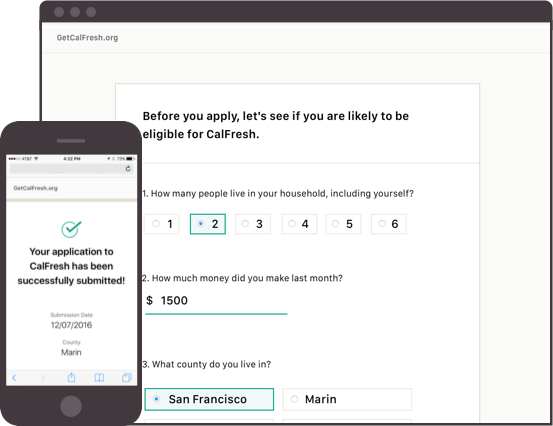 GetCalFresh.org
Before you apply, let's see if you are likely to be
eligible for CalFresh.
1. How many people live in your household, including yourself?
1 2 3 4 5 6
2. How much money did you make last month?
$ 1500
3. What county do you live in?
San Francisco Marin
AT&T 4:22 PM 73%
GetCalFresh.org
Your application to
CalFresh has been
successfully submitted!
Submission Date
12/07/2016
County
Marin